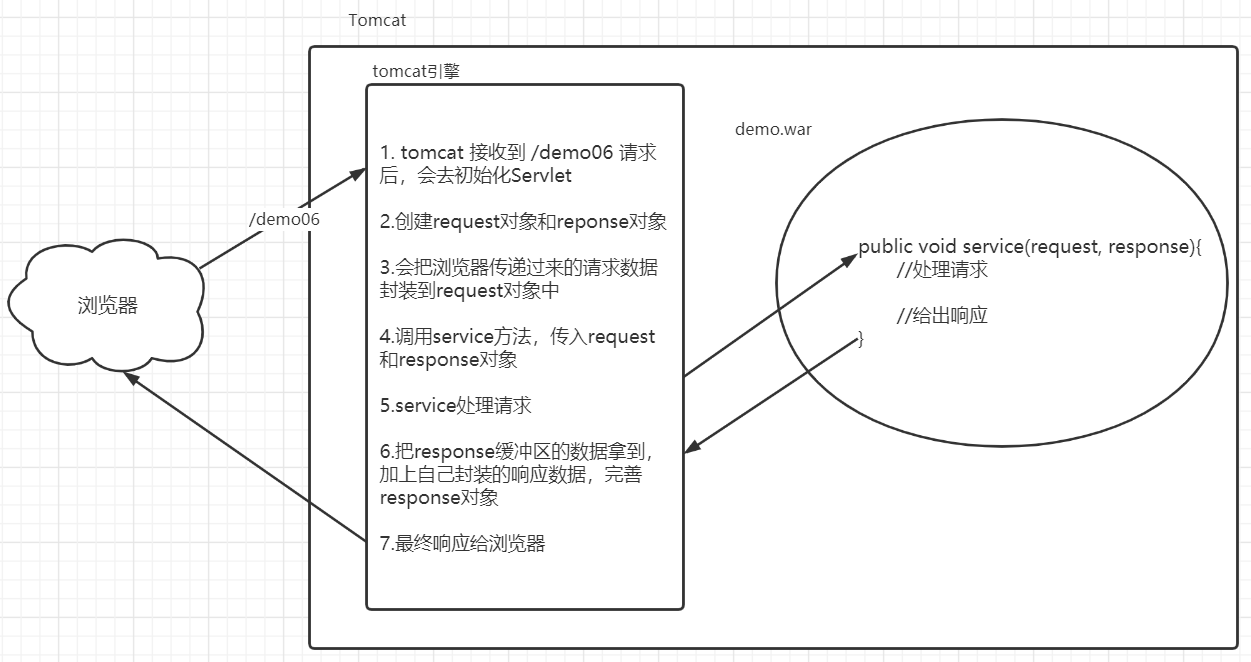 Tomcat
tomcat引擎
demo.war
1. tomcat 接收到 /demo06 请求
后，会去初始化Servlet
/demo06
2.创建request对象和reponse对象
3.会把浏览器传递过来的请求数据
封装到request对象中
浏览器
4.调用service方法，传入request
和response对象
5.service处理请求
6.把response缓冲区的数据拿到，
加上自己封装的响应数据，完善
response对象
7.最终响应给浏览器
public void service(request, response){
//处理请求
//给出响应
}